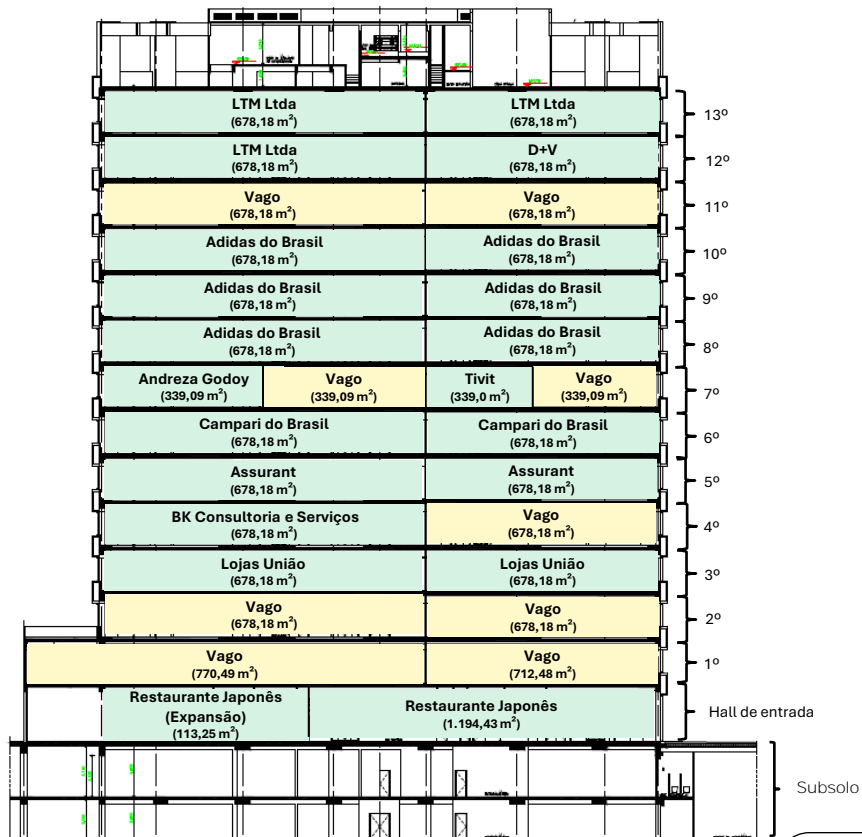 LTM Ltda
(678,18 m²)
LTM Ltda
(678,18 m²)
13º
LTM Ltda
(678,18 m²)
D+V
(678,18 m²)
12º
Vago
(678,18 m²)
Vago
(678,18 m²)
11º
Adidas do Brasil
(678,18 m²)
Adidas do Brasil
(678,18 m²)
10º
Adidas do Brasil
(678,18 m²)
Adidas do Brasil
(678,18 m²)
9º
Adidas do Brasil
(678,18 m²)
Adidas do Brasil
(678,18 m²)
8º
Andreza Godoy
(339,09 m²)
Vago
(339,09 m²)
Tivit
(339,0 m²)
Vago
(339,09 m²)
7º
Campari do Brasil
(678,18 m²)
Campari do Brasil
(678,18 m²)
6º
Assurant
(678,18 m²)
Assurant
(678,18 m²)
5º
BK Consultoria e Serviços
(678,18 m²)
Vago
(678,18 m²)
4º
Lojas União
(678,18 m²)
Lojas União
(678,18 m²)
3º
Vago
(678,18 m²)
Vago
(678,18 m²)
2º
Vago
(770,49 m²)
Vago
(712,48 m²)
1º
Restaurante Japonês
(Expansão)
(113,25 m²)
Restaurante Japonês
(1.194,43 m²)
Hall de entrada
Subsolo